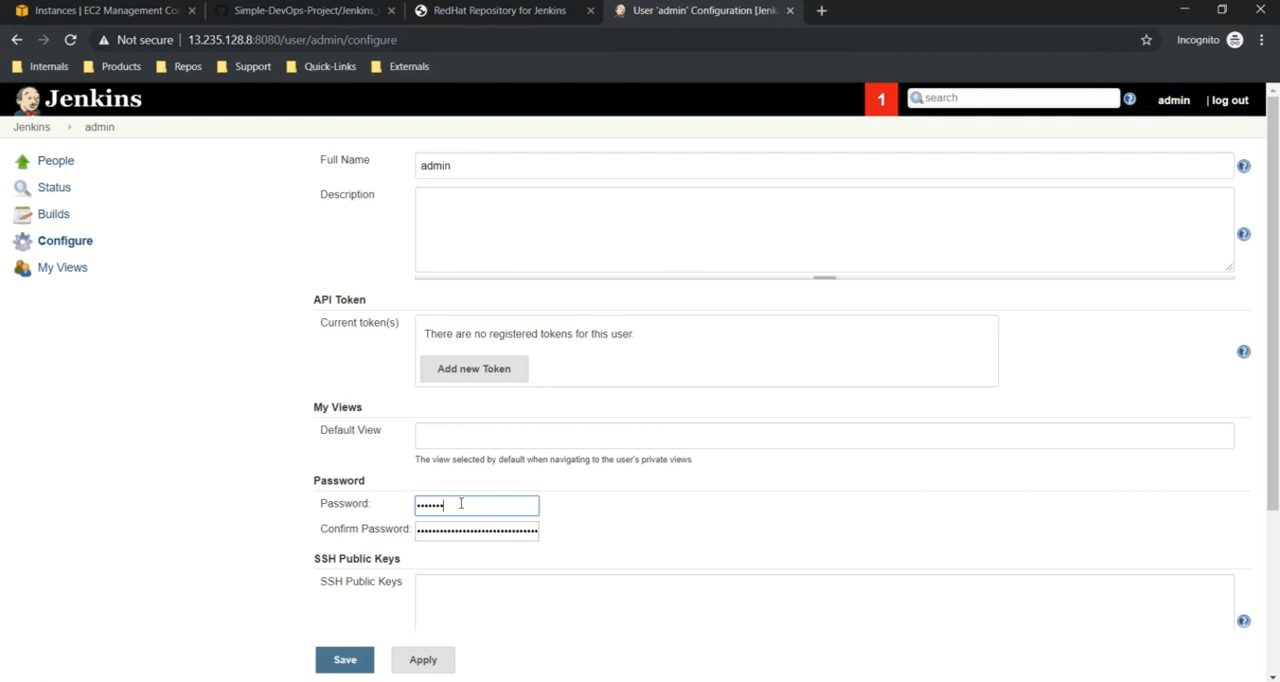 Instances | EC2 Management Co
Simple-DevOps-Project/Jenkins_
RedHat Repository for Jenkins
User 'admin' Configuration [Jenk
Not secure | 13.235.128.8:8080/user/admin/configure
Incognito
Internals Products Repos Support Quick-Links Externals
Jenkins
1
search
admin | log out
Jenkins admin
People
Status
Builds
Configure
My Views
Full Name
admin
Description
API Token
Current token(s)
There are no registered tokens for this user.
Add new Token
My Views
Default View
The view selected by default when navigating to the user's private views
Password
Password:
Confirm Password:
SSH Public Keys
SSH Public Keys
Save Apply